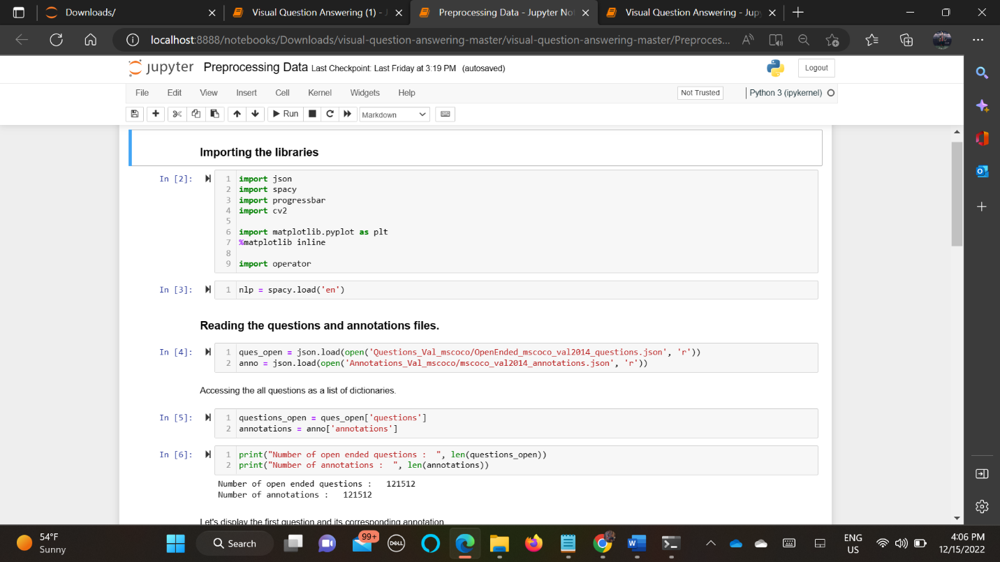 Downloads/
Visual Question Answering (1) - J
Preprocessing Data - Jupyter No
Visual Question Answering - Jup
localhost:8888/notebooks/Downloads/visual-question-answering-master/visual-question-answering-master/Preproces...
jupyter Preprocessing Data Last Checkpoint: Last Friday at 3:19 PM (autosaved)
Logout
File Edit View Insert Cell Kernel Widgets Help
Not Trusted
Python 3 (ipykernel)
Run
Markdown
Importing the libraries
In [2]:
1 import json
2 import spacy
3 import progressbar
4 import cv2
5
6 import matplotlib.pyplot as plt
7 %matplotlib inline
8
9 import operator
In [3]:
1 nlp = spacy.load('en')
Reading the questions and annotations files.
In [4]:
1 ques_open = json.load(open('Questions_Val_mscoco/OpenEnded_mscoco_val2014_questions.json', 'r'))
2 anno = json.load(open('Annotations_Val_mscoco/mscoco_val2014_annotations.json', 'r'))
Accessing the all questions as a list of dictionaries.
In [5]:
1 questions_open = ques_open['questions']
2 annotations = anno['annotations']
In [6]:
1 print("Number of open ended questions :  ", len(questions_open))
2 print("Number of annotations :  ", len(annotations))
Number of open ended questions :   121512
Number of annotations :   121512
Let's display the first question and its corresponding annotation
54°F
Sunny
Search
99+
DELL
ENG
US
4:06 PM
12/15/2022